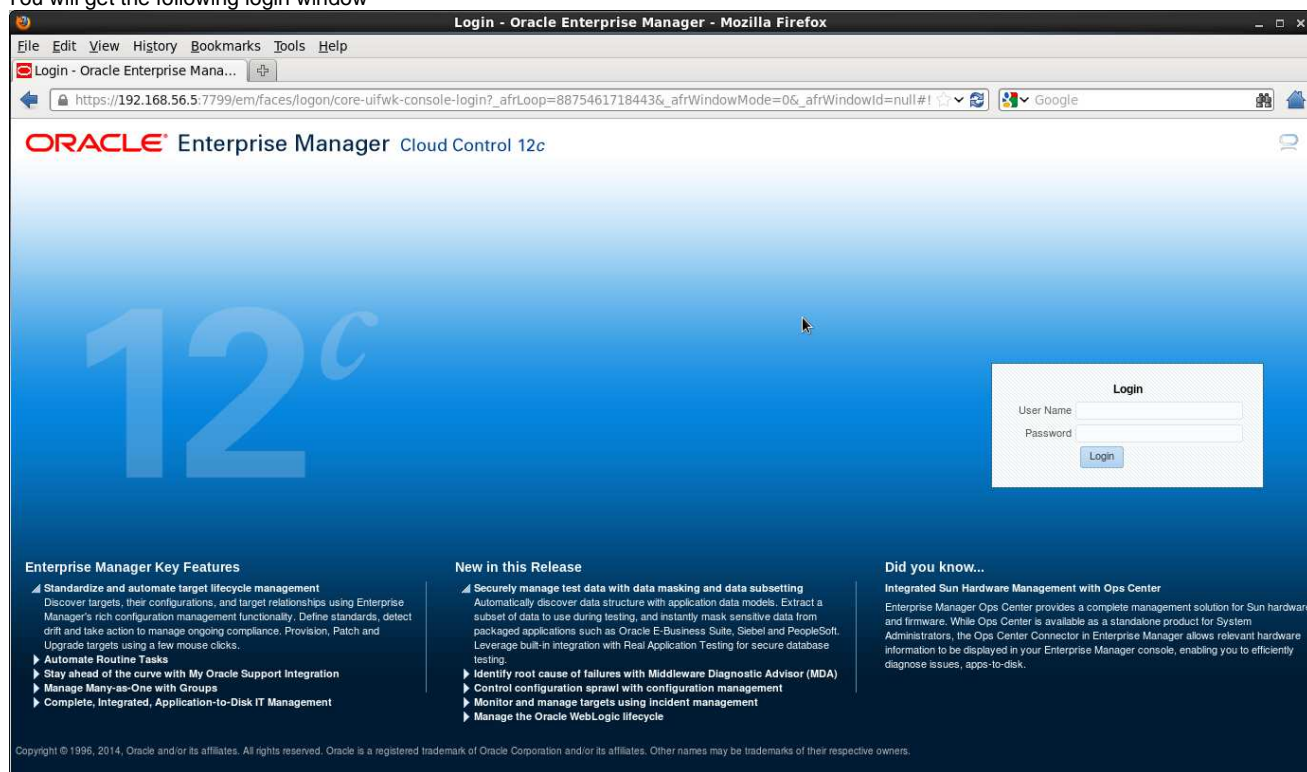 You will get the following login window
Login - Oracle Enterprise Manager - Mozilla Firefox
File Edit View History Bookmarks Tools Help
Login - Oracle Enterprise Mana...
https://192.168.56.5:7799/em/faces/logon/core-uifwk-console-login?_afrLoop=8875461718443&_afrWindowMode=0&_afrWindowId=null#!
Google
ORACLE Enterprise Manager Cloud Control 12c
12c
Login
User Name
Password
Login
Enterprise Manager Key Features
Standardize and automate target lifecycle management
Discover targets, their configurations, and target relationships using Enterprise
Manager's rich configuration management functionality. Define standards, detect
drift and take action to manage ongoing compliance. Provision, Patch and
Upgrade targets using a few mouse clicks.
Automate Routine Tasks
Stay ahead of the curve with My Oracle Support Integration
Manage Many-as-One with Groups
Complete, Integrated, Application-to-Disk IT Management
New in this Release
Securely manage test data with data masking and data subsetting
Automatically discover data structure with application data models. Extract a
subset of data to use during testing, and instantly mask sensitive data from
packaged applications such as Oracle E-Business Suite, Siebel and PeopleSoft.
Leverage built-in integration with Real Application Testing for secure database
testing.
Identify root cause of failures with Middleware Diagnostic Advisor (MDA)
Control configuration sprawl with configuration management
Monitor and manage targets using incident management
Manage the Oracle WebLogic lifecycle
Did you know...
Integrated Sun Hardware Management with Ops Center
Enterprise Manager Ops Center provides a complete management solution for Sun hardware
and firmware. While Ops Center is available as a standalone product for System
Administrators, the Ops Center Connector in Enterprise Manager allows relevant hardware
information to be displayed in your Enterprise Manager console, enabling you to efficiently
diagnose issues, apps-to-disk.
Copyright © 1996, 2014, Oracle and/or its affiliates. All rights reserved. Oracle is a registered trademark of Oracle Corporation and/or its affiliates. Other names may be trademarks of their respective owners.